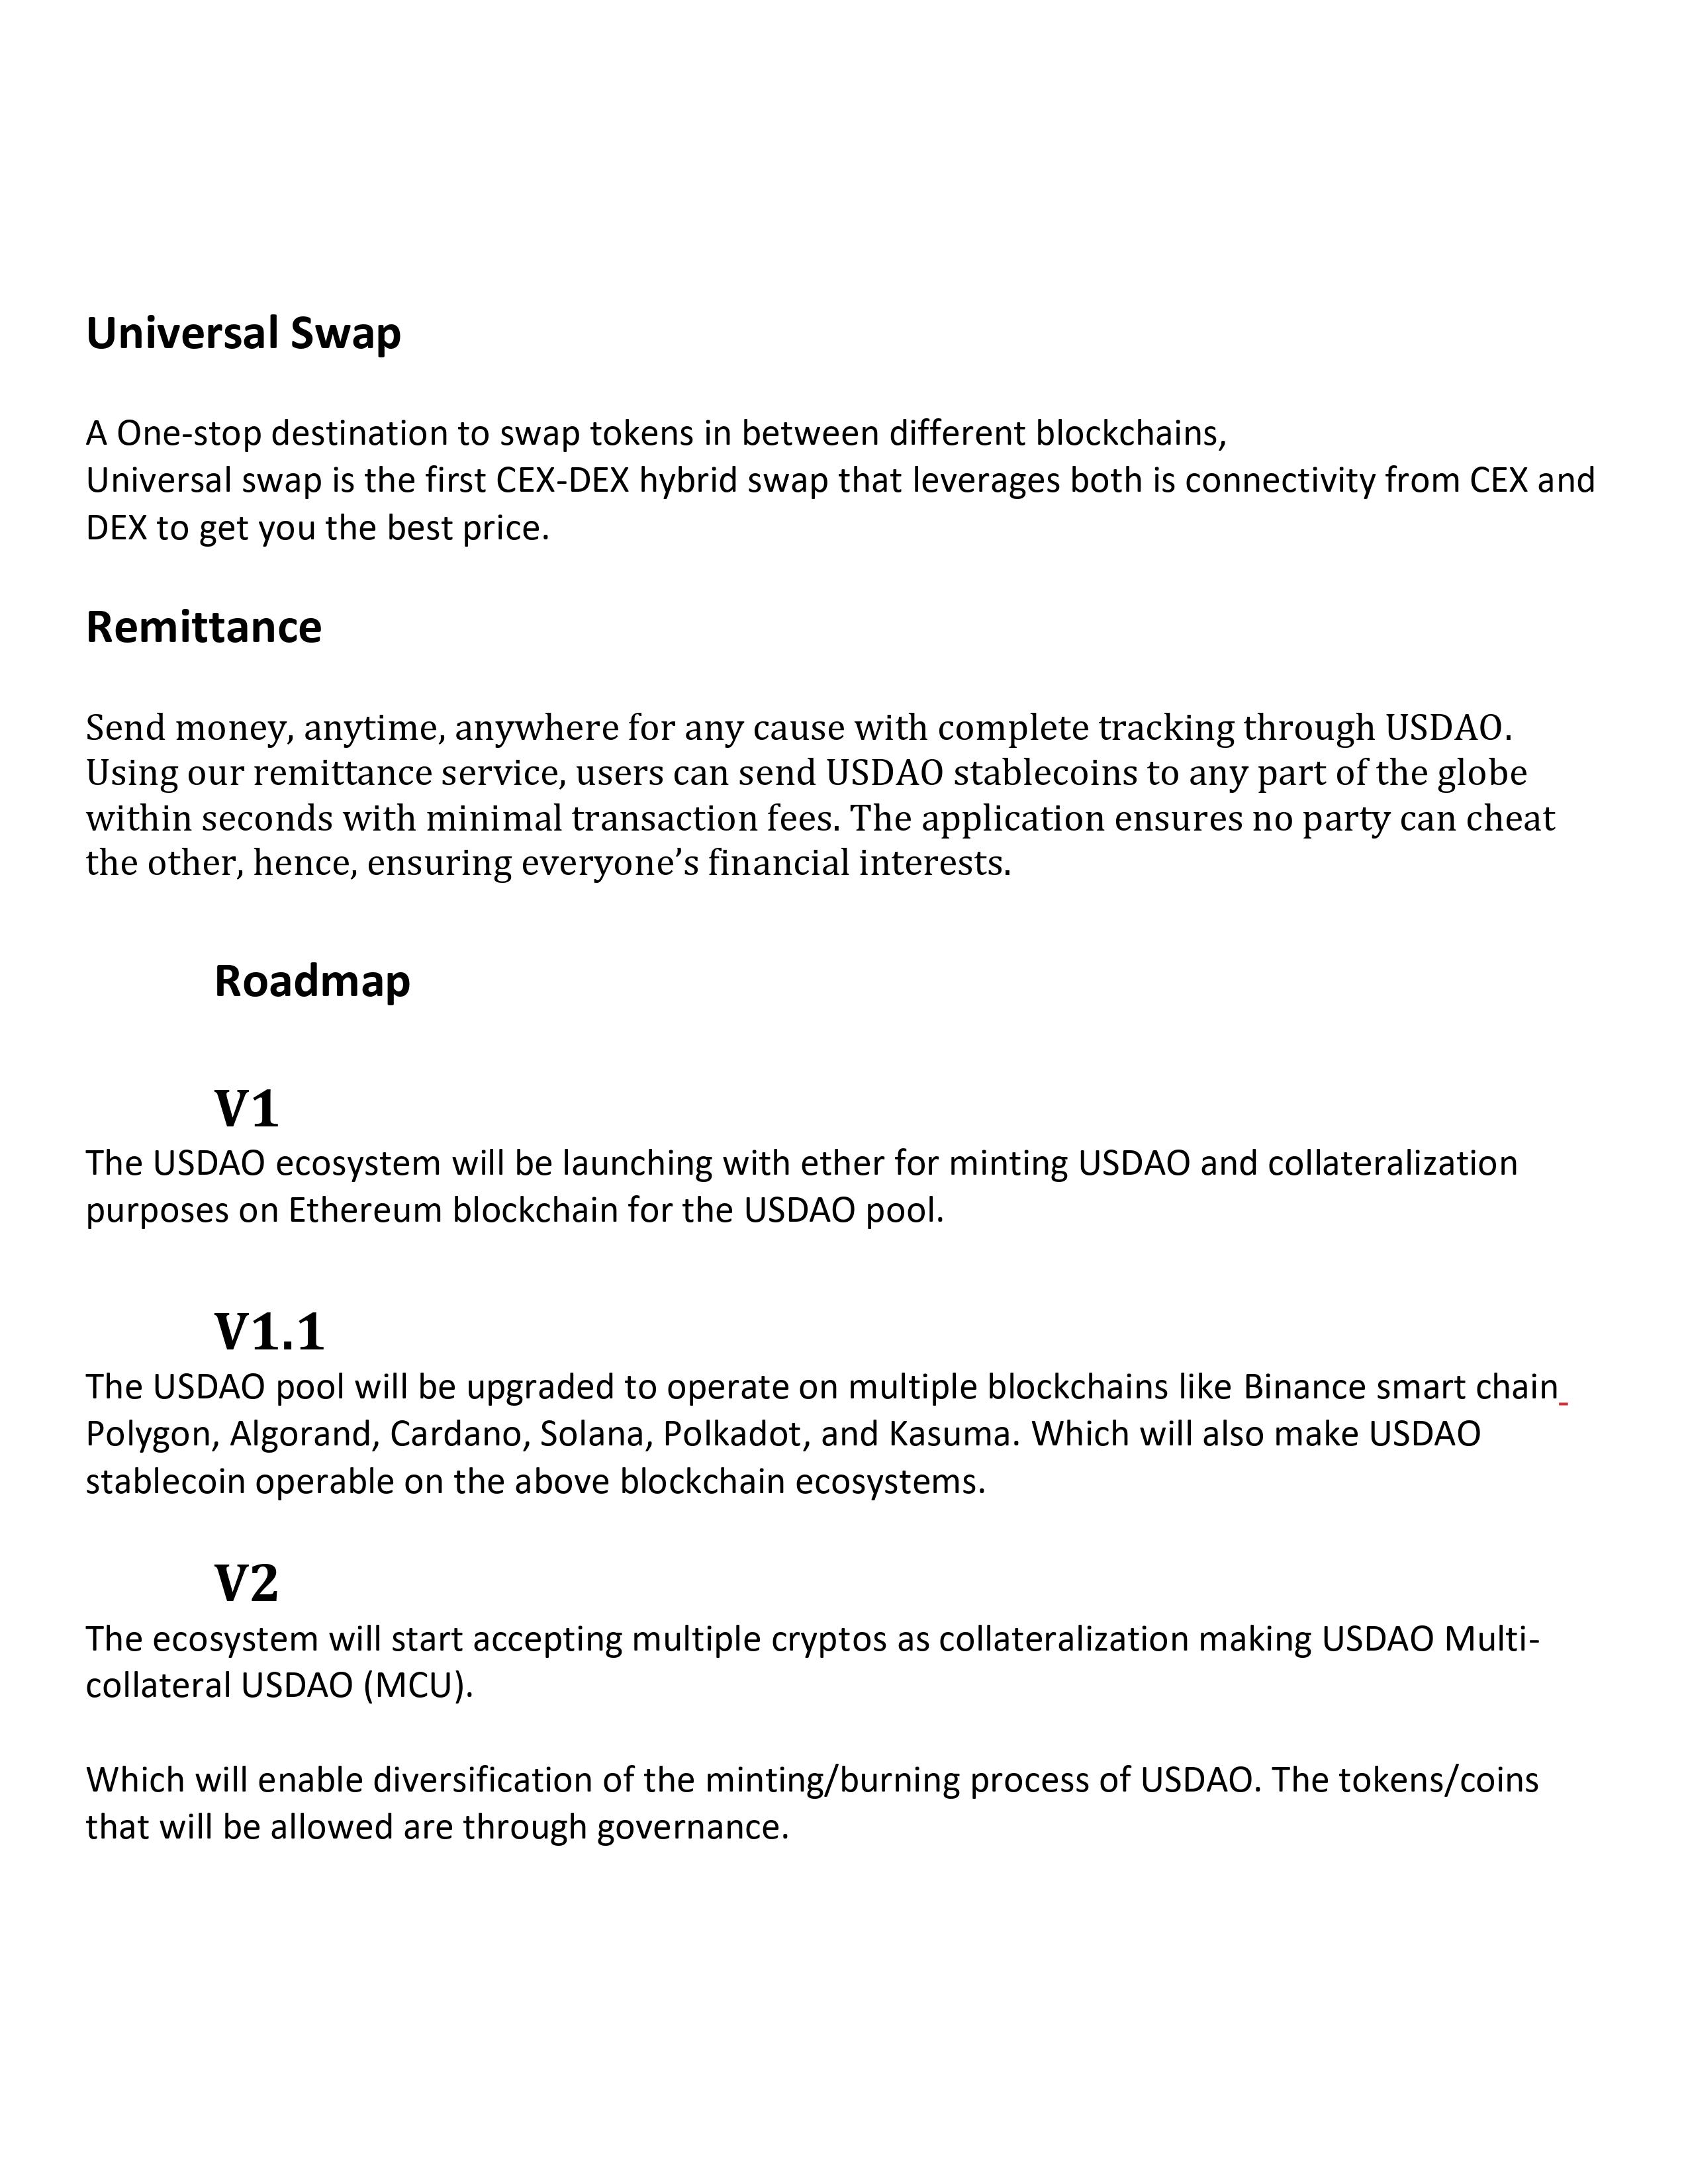 Universal Swap
A One-stop destination to swap tokens in between different blockchains,
Universal swap is the first CEX-DEX hybrid swap that leverages both is connectivity from CEX and
DEX to get you the best price.
Remittance
Send money, anytime, anywhere for any cause with complete tracking through USDAO.
Using our remittance service, users can send USDAO stablecoins to any part of the globe
within seconds with minimal transaction fees. The application ensures no party can cheat
the other, hence, ensuring everyone’s financial interests.
Roadmap
V1
The USDAO ecosystem will be launching with ether for minting USDAO and collateralization
purposes on Ethereum blockchain for the USDAO pool.
V1.1
The USDAO pool will be upgraded to operate on multiple blockchains like Binance smart chain
Polygon, Algorand, Cardano, Solana, Polkadot, and Kasuma. Which will also make USDAO
stablecoin operable on the above blockchain ecosystems.
V2
The ecosystem will start accepting multiple cryptos as collateralization making USDAO Multi-
collateral USDAO (MCU).
Which will enable diversification of the minting/burning process of USDAO. The tokens/coins
that will be allowed are through governance.